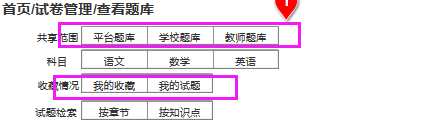 首页/试卷管理/查看题库
1
共享范围 平台题库 学校题库 教师题库
科目 语文 数学 英语
收藏情况 我的收藏 我的试题
试题检索 按章节 按知识点